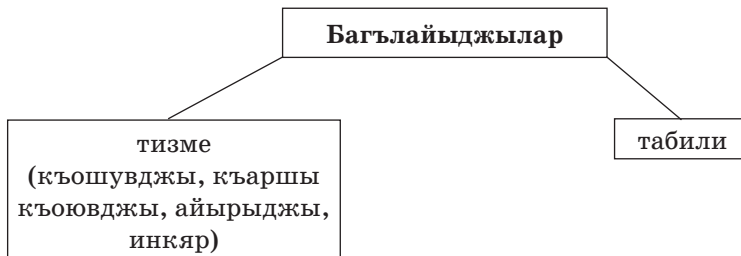 Багълайыджылар
тизме
(къошувджы, къаршы
къоювджы, айырыджы,
инкяр)
табили